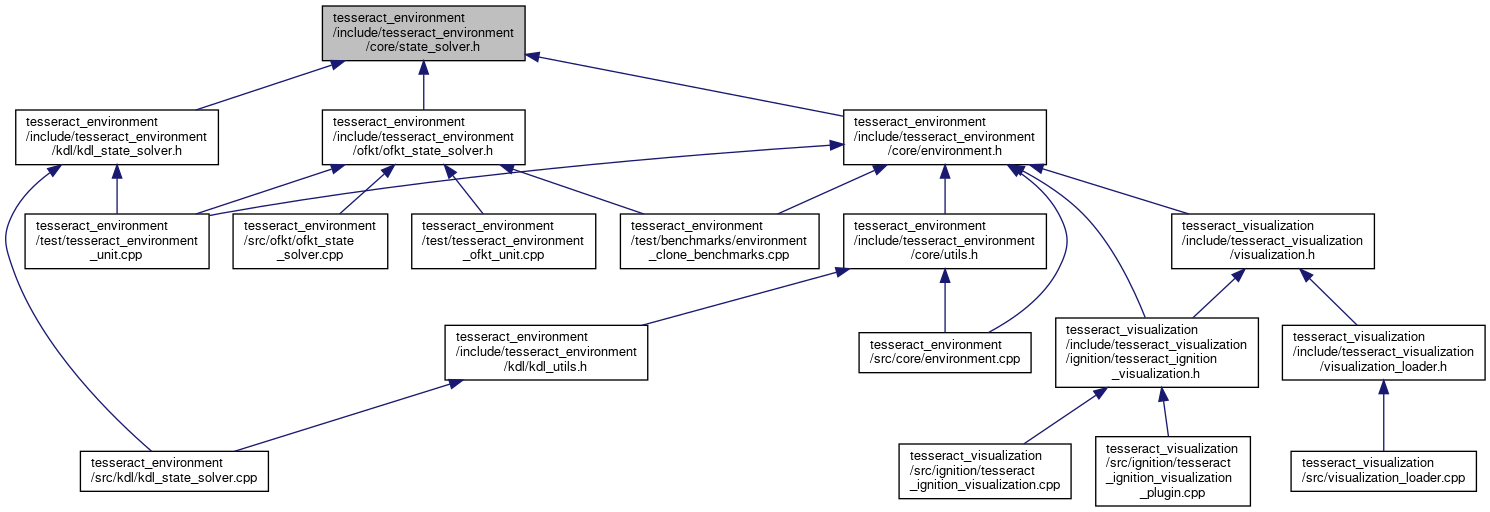 tesseract_environment
/include/tesseract_environment
/core/state_solver.h
tesseract_environment
/include/tesseract_environment
/kdl/kdl_state_solver.h
tesseract_environment
/include/tesseract_environment
/ofkt/ofkt_state_solver.h
tesseract_environment
/include/tesseract_environment
/core/environment.h
tesseract_environment
/test/tesseract_environment
_unit.cpp
tesseract_environment
/src/ofkt/ofkt_state
_solver.cpp
tesseract_environment
/test/tesseract_environment
_ofkt_unit.cpp
tesseract_environment
/test/benchmarks/environment
_clone_benchmarks.cpp
tesseract_environment
/include/tesseract_environment
/core/utils.h
tesseract_visualization
/include/tesseract_visualization
/visualization.h
tesseract_environment
/include/tesseract_environment
/kdl/kdl_utils.h
tesseract_environment
/src/core/environment.cpp
tesseract_visualization
/include/tesseract_visualization
/ignition/tesseract_ignition
_visualization.h
tesseract_visualization
/include/tesseract_visualization
/visualization_loader.h
tesseract_environment
/src/kdl/kdl_state_solver.cpp
tesseract_visualization
/src/ignition/tesseract
_ignition_visualization.cpp
tesseract_visualization
/src/ignition/tesseract
_ignition_visualization
_plugin.cpp
tesseract_visualization
/src/visualization_loader.cpp